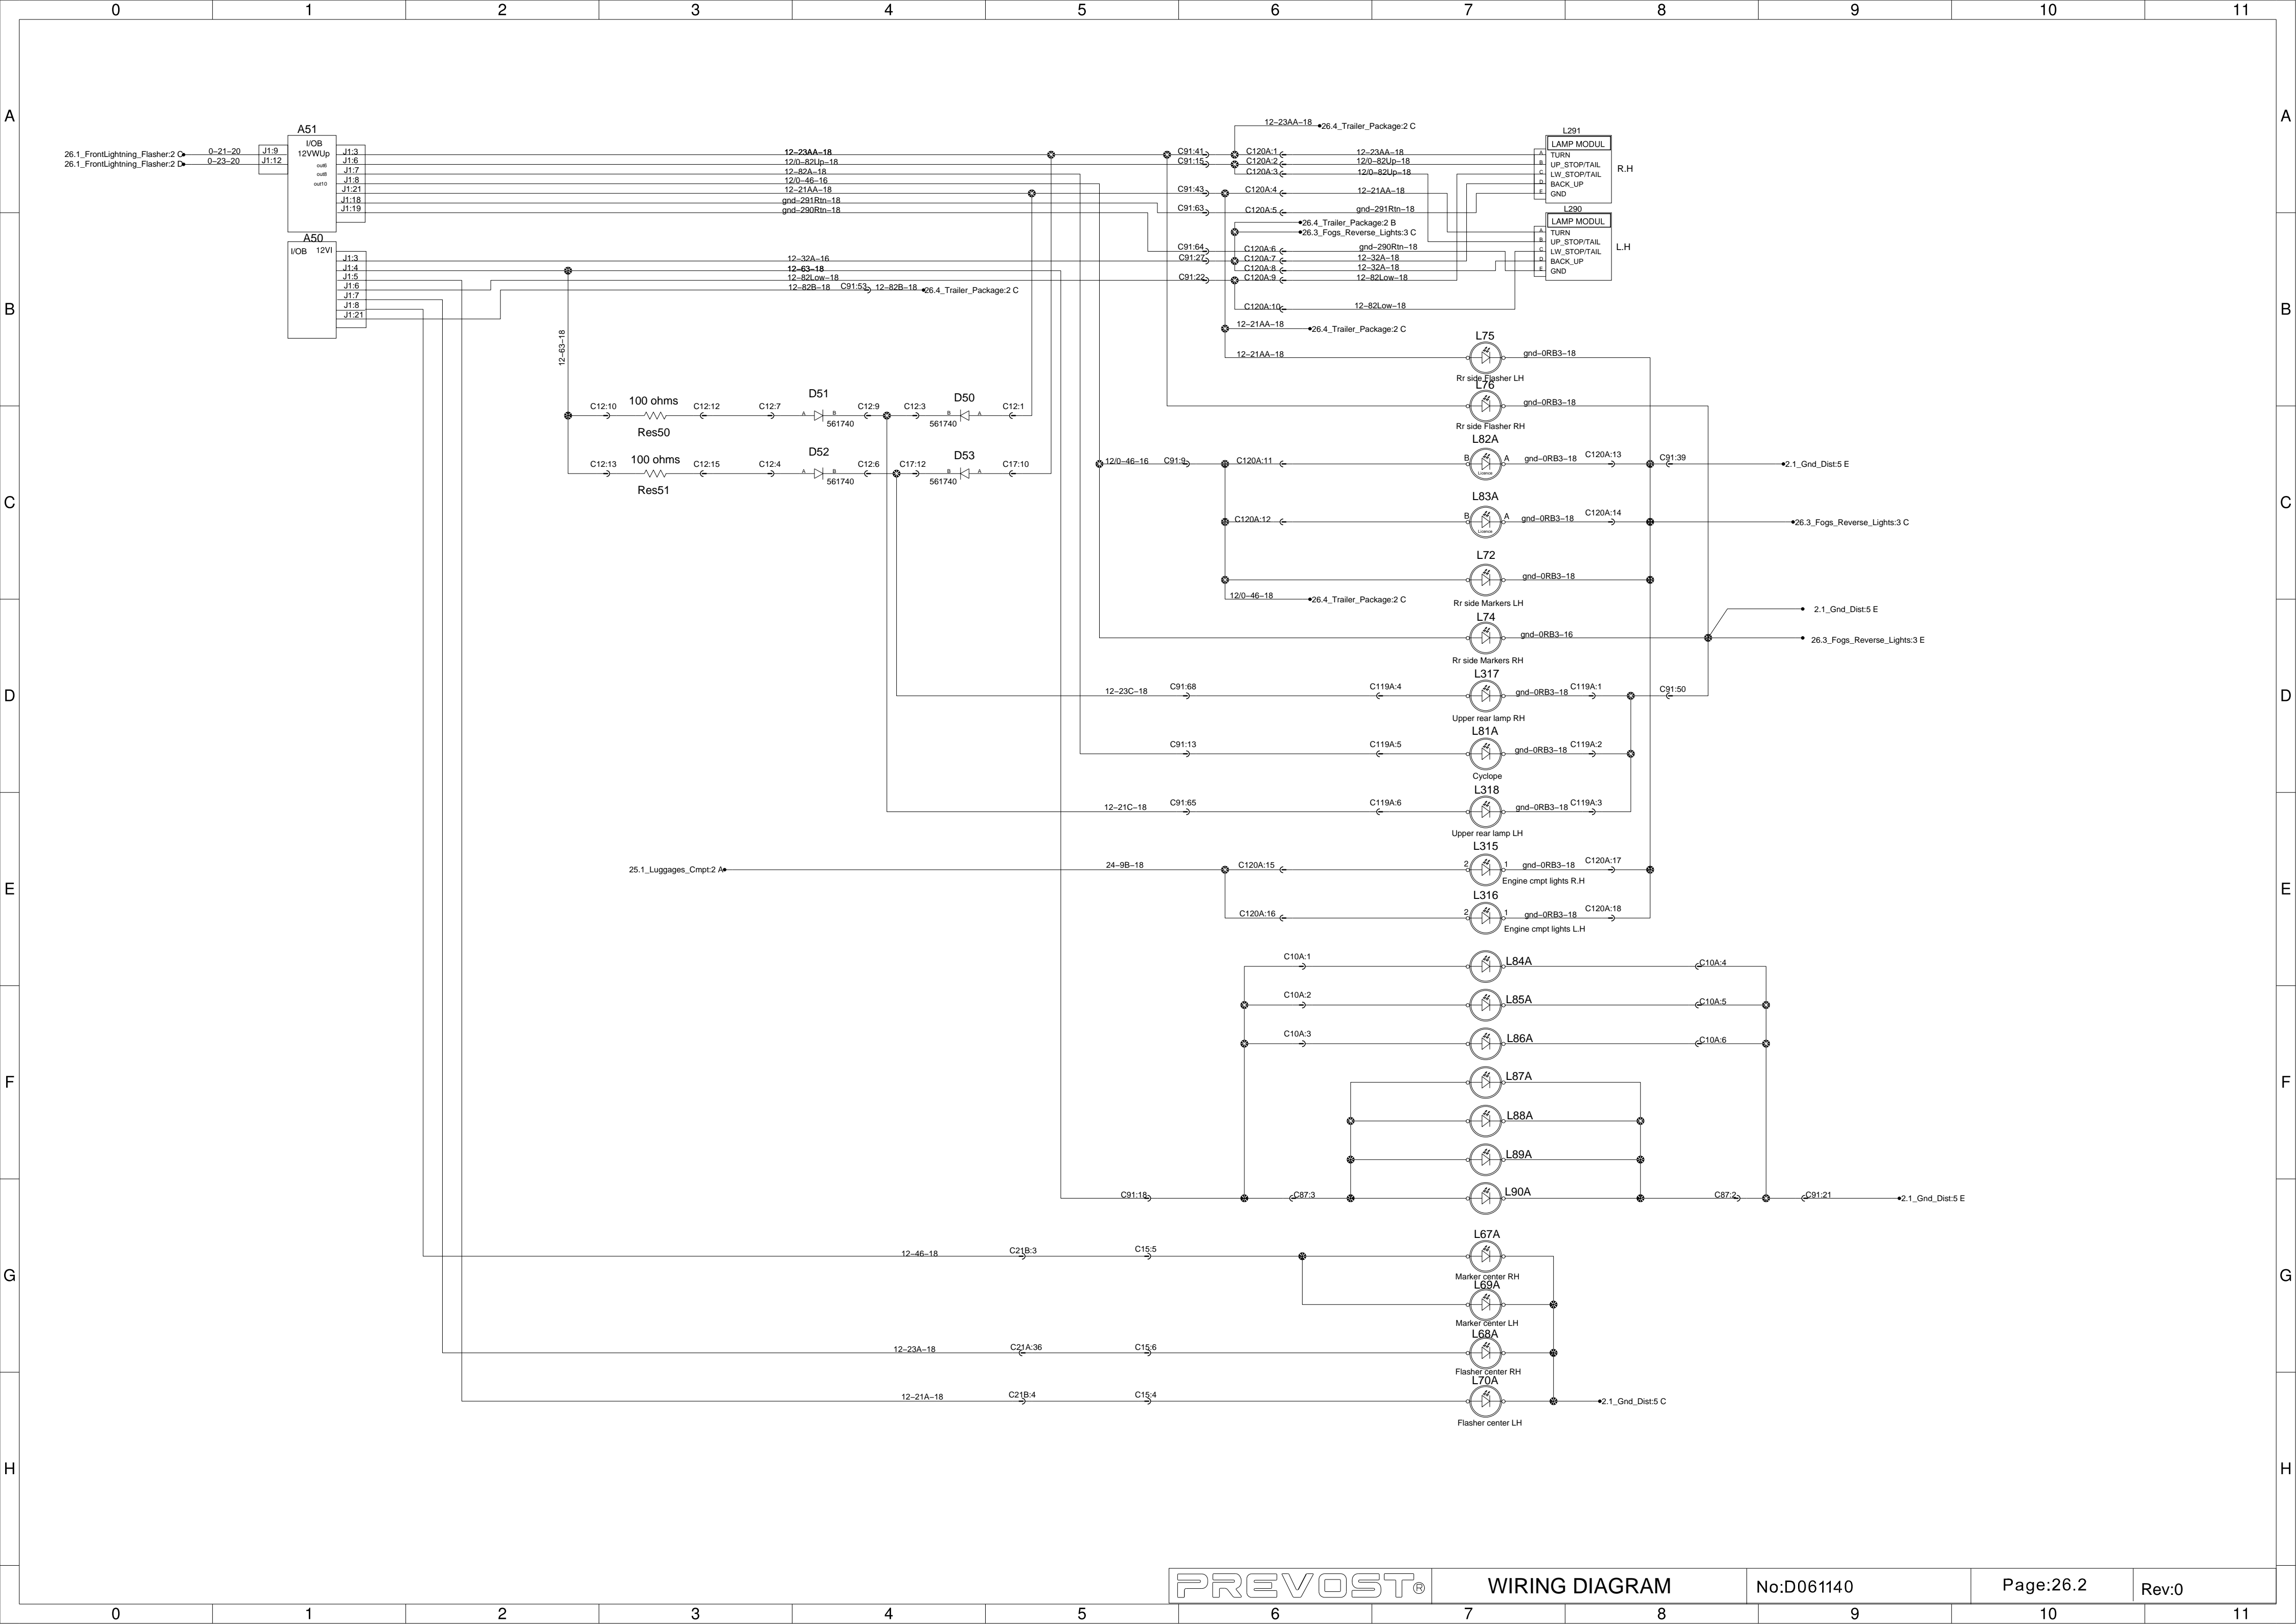 0 1 2 3 4 5 6 7 8 9 10 11
A
A
B
B
C
C
D
D
E
E
F
F
G
G
H
H
26.1_FrontLightning_Flasher:2 C
26.1_FrontLightning_Flasher:2 D
0-21-20
0-23-20
J1:9
J1:12
A51
I/OB
12VWUp
out6
out8
out10
J1:3
J1:6
J1:7
J1:8
J1:21
J1:18
J1:19
12-23AA-18
12/0-82Up-18
12-82A-18
12/0-46-16
12-21AA-18
gnd-291Rtn-18
gnd-290Rtn-18
A50
I/OB 12VI
J1:3
J1:4
J1:5
J1:6
J1:7
J1:8
J1:21
12-32A-16
12-63-18
12-82Low-18
12-82B-18 C91:53 12-82B-18 26.4_Trailer_Package:2 C
12-63-18
12-23AA-18 26.4_Trailer_Package:2 C
C91:41 C120A:1 12-23AA-18
C91:15 C120A:2 12/0-82Up-18
C120A:3 12/0-82Up-18
C91:43 C120A:4 12-21AA-18
C91:63 C120A:5 gnd-291Rtn-18
26.4_Trailer_Package:2 B
26.3_Fogs_Reverse_Lights:3 C
C91:64 C120A:6 gnd-290Rtn-18
C91:27 C120A:7 12-32A-18
C120A:8 12-32A-18
C91:22 C120A:9 12-82Low-18
C120A:10 12-82Low-18
12-21AA-18 26.4_Trailer_Package:2 C
12-21AA-18
L291
LAMP MODUL
A TURN
B UP_STOP/TAIL
C LW_STOP/TAIL
D BACK_UP
E GND
R.H
L290
LAMP MODUL
A TURN
B UP_STOP/TAIL
C LW_STOP/TAIL
D BACK_UP
E GND
L.H
L75
gnd-0RB3-18
Rr side Flasher LH
L76
gnd-0RB3-18
Rr side Flasher RH
C12:10 100 ohms C12:12 C12:7 A D51 B C12:9 C12:3 B D50 A C12:1
Res50 561740 561740
C12:13 100 ohms C12:15 C12:4 A D52 B C12:6 C17:12 B D53 A C17:10
Res51 561740 561740
L82A
12/0-46-16 C91:9 C120A:11 B A gnd-0RB3-18 C120A:13 C91:39 2.1_Gnd_Dist:5 E
Licence
L83A
C120A:12 B A gnd-0RB3-18 C120A:14 26.3_Fogs_Reverse_Lights:3 C
Licence
L72
gnd-0RB3-18
12/0-46-18 26.4_Trailer_Package:2 C
Rr side Markers LH
2.1_Gnd_Dist:5 E
L74
gnd-0RB3-16 26.3_Fogs_Reverse_Lights:3 E
Rr side Markers RH
L317
12-23C-18 C91:68 C119A:4 gnd-0RB3-18 C119A:1 C91:50
Upper rear lamp RH
L81A
C91:13 C119A:5 gnd-0RB3-18 C119A:2
Cyclope
L318
12-21C-18 C91:65 C119A:6 gnd-0RB3-18 C119A:3
Upper rear lamp LH
L315
25.1_Luggages_Cmpt:2 A 24-9B-18 C120A:15 2 1 gnd-0RB3-18 C120A:17
Engine cmpt lights R.H
L316
C120A:16 2 1 gnd-0RB3-18 C120A:18
Engine cmpt lights L.H
C10A:1 L84A C10A:4
C10A:2 L85A C10A:5
C10A:3 L86A C10A:6
L87A
L88A
L89A
C91:18 C87:3 L90A C87:2 C91:21 2.1_Gnd_Dist:5 E
L67A
12-46-18 C21B:3 C15:5
Marker center RH
L69A
Marker center LH
L68A
12-23A-18 C21A:36 C15:6
Flasher center RH
L70A
12-21A-18 C21B:4 C15:4 2.1_Gnd_Dist:5 C
Flasher center LH
PREVOST® WIRING DIAGRAM No:D061140 Page:26.2 Rev:0
0 1 2 3 4 5 6 7 8 9 10 11